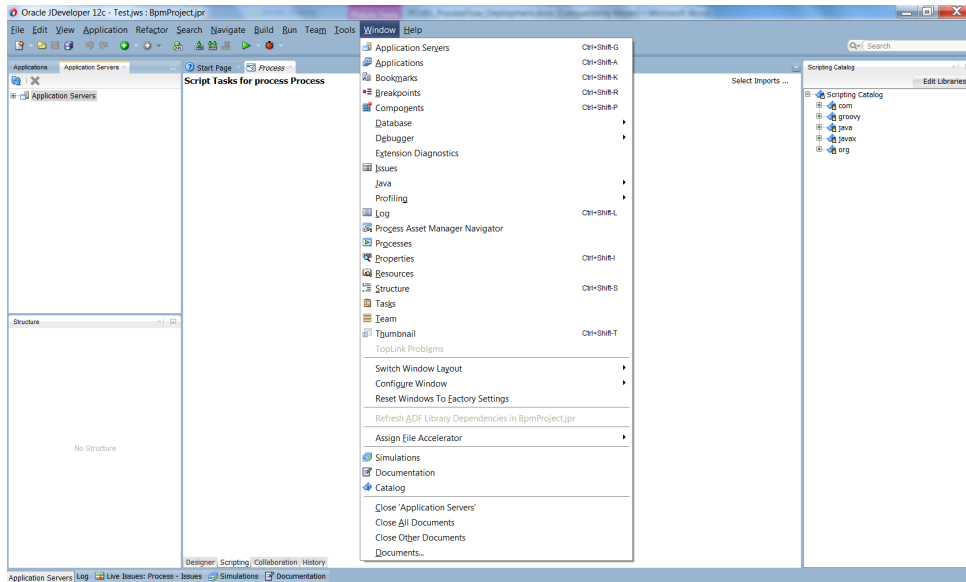 Oracle JDeveloper 12c - Test.jws : BpmProject.jpr
File Edit View Application Refactor Search Navigate Build Run Team Tools Window Help
Search
Applications Application Servers
Start Page Process
Scripting Catalog
Script Tasks for process Process
Select Imports ...
Edit Libraries
Application Servers
Scripting Catalog
com
groovy
java
javax
org
Application Servers Ctrl+Shift-G
Applications Ctrl+Shift-A
Bookmarks Ctrl+Shift-K
Breakpoints Ctrl+Shift-R
Components Ctrl+Shift-P
Database
Debugger
Extension Diagnostics
Issues
Java
Profiling
Log Ctrl+Shift-L
Process Asset Manager Navigator
Processes
Properties Ctrl+Shift-I
Resources
Structure Ctrl+Shift-S
Tasks
Team
Thumbnail Ctrl+Shift-T
TopLink Problems
Switch Window Layout
Configure Window
Reset Windows To Factory Settings
Refresh ADF Library Dependencies in BpmProject.jpr
Assign File Accelerator
Simulations
Documentation
Catalog
Close 'Application Servers'
Close All Documents
Close Other Documents
Documents...
Structure
No Structure
Designer Scripting Collaboration History
Application Servers Log Live Issues: Process - Issues Simulations Documentation